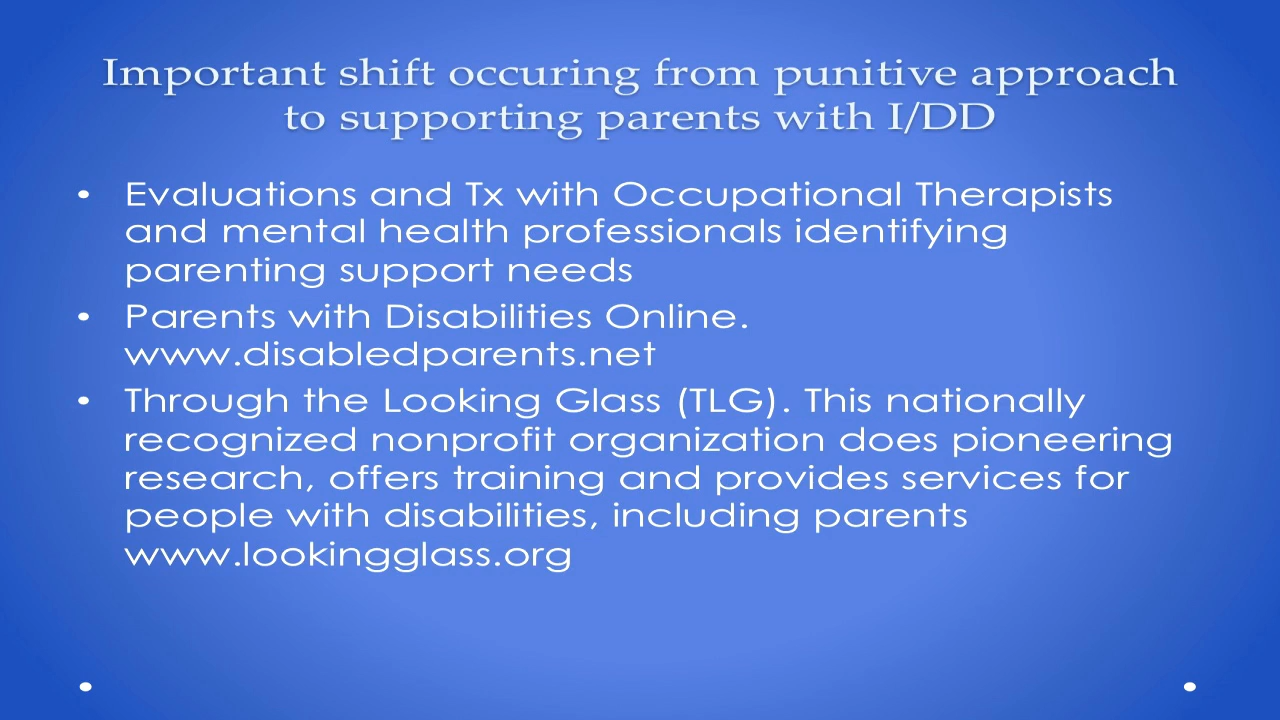 Important shift occuring from punitive approach
to supporting parents with I/DD
• Evaluations and Tx with Occupational Therapists
and mental health professionals identifying
parenting support needs
• Parents with Disabilities Online.
www.disabledparents.net
• Through the Looking Glass (TLG). This nationally
recognized nonprofit organization does pioneering
research, offers training and provides services for
people with disabilities, including parents
www.lookingglass.org